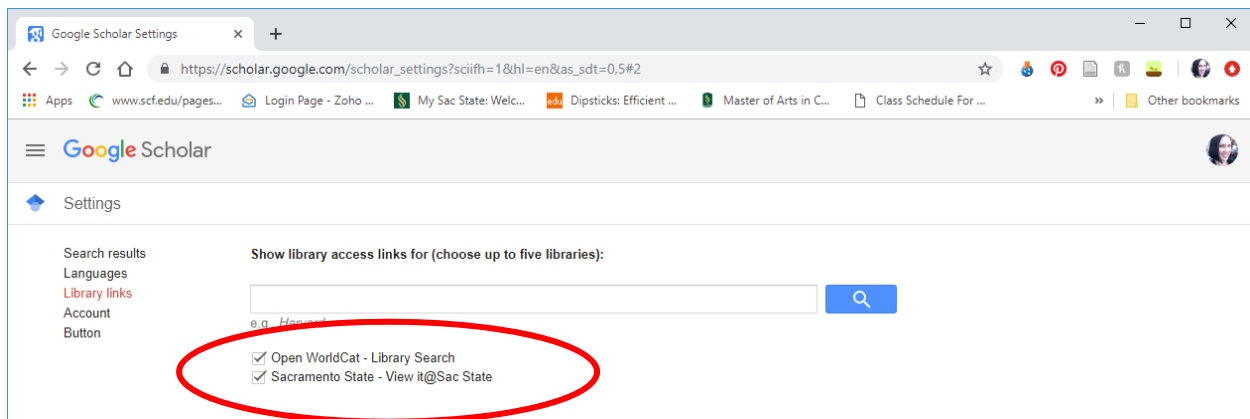 Google Scholar Settings
https://scholar.google.com/scholar_settings?sciifh=1&hl=en&as_sdt=0,5#2
Apps www.scf.edu/pages... Login Page - Zoho ... My Sac State: Welc... edu Dipsticks: Efficient ... Master of Arts in C... Class Schedule For ... » Other bookmarks
Google Scholar
Settings
Search results
Languages
Library links
Account
Button
Show library access links for (choose up to five libraries):
e.g., Harvard
Open WorldCat - Library Search
Sacramento State - View it@Sac State